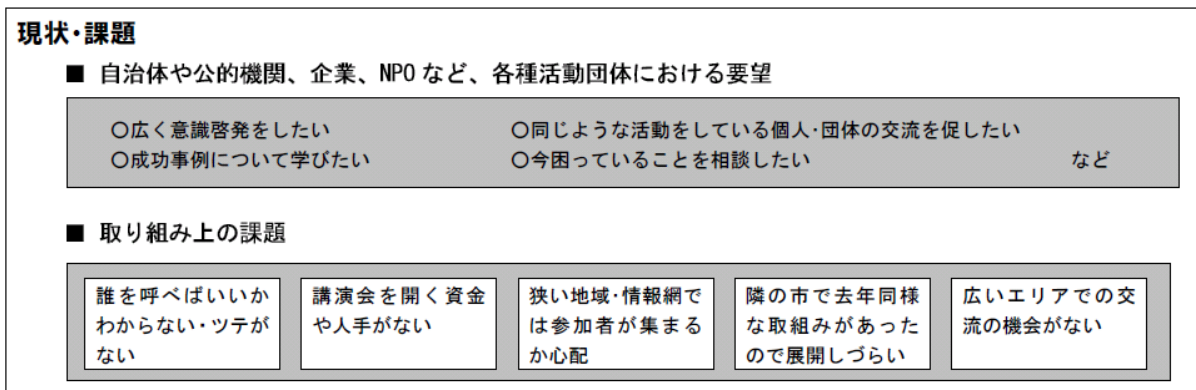 現状・課題
■ 自治体や公的機関、企業、NPOなど、各種活動団体における要望
○広く意識啓発をしたい ○同じような活動をしている個人・団体の交流を促したい
○成功事例について学びたい ○今困っていることを相談したい など
■ 取り組み上の課題
誰を呼べばいいか
わからない・ツテが
ない
講演会を開く資金
や人手がない
狭い地域・情報網で
は参加者が集まる
か心配
隣の市で去年同様
な取組みがあった
ので展開しづらい
広いエリアでの交
流の機会がない